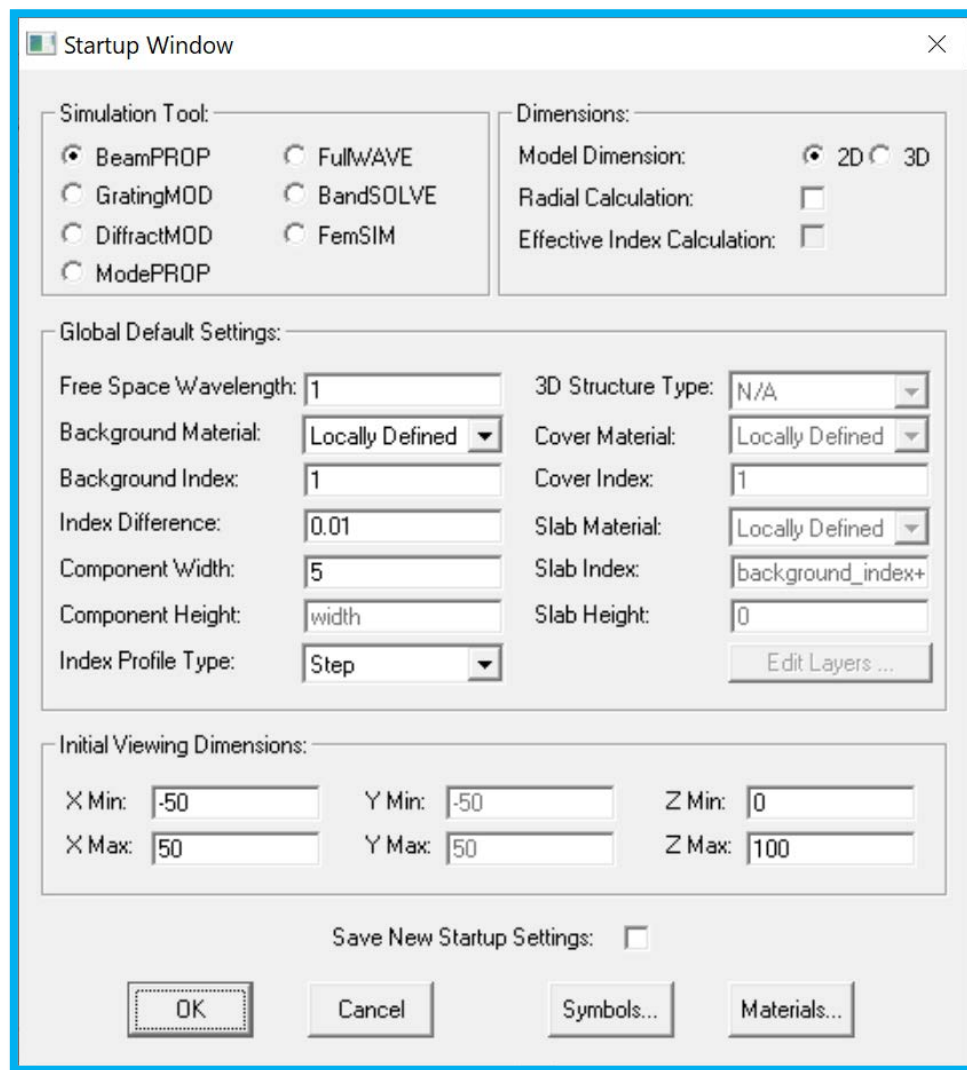 Startup Window
Simulation Tool:
BeamPROP
FullWAVE
GratingMOD
BandSOLVE
DiffractMOD
FemSIM
ModePROP
Dimensions:
Model Dimension: 2D 3D
Radial Calculation:
Effective Index Calculation:
Global Default Settings:
Free Space Wavelength: 1
Background Material: Locally Defined
Background Index: 1
Index Difference: 0.01
Component Width: 5
Component Height: width
Index Profile Type: Step
3D Structure Type: N/A
Cover Material: Locally Defined
Cover Index: 1
Slab Material: Locally Defined
Slab Index: background_index+
Slab Height: 0
Edit Layers ...
Initial Viewing Dimensions:
X Min: -50 Y Min: -50 Z Min: 0
X Max: 50 Y Max: 50 Z Max: 100
Save New Startup Settings:
OK Cancel Symbols... Materials...